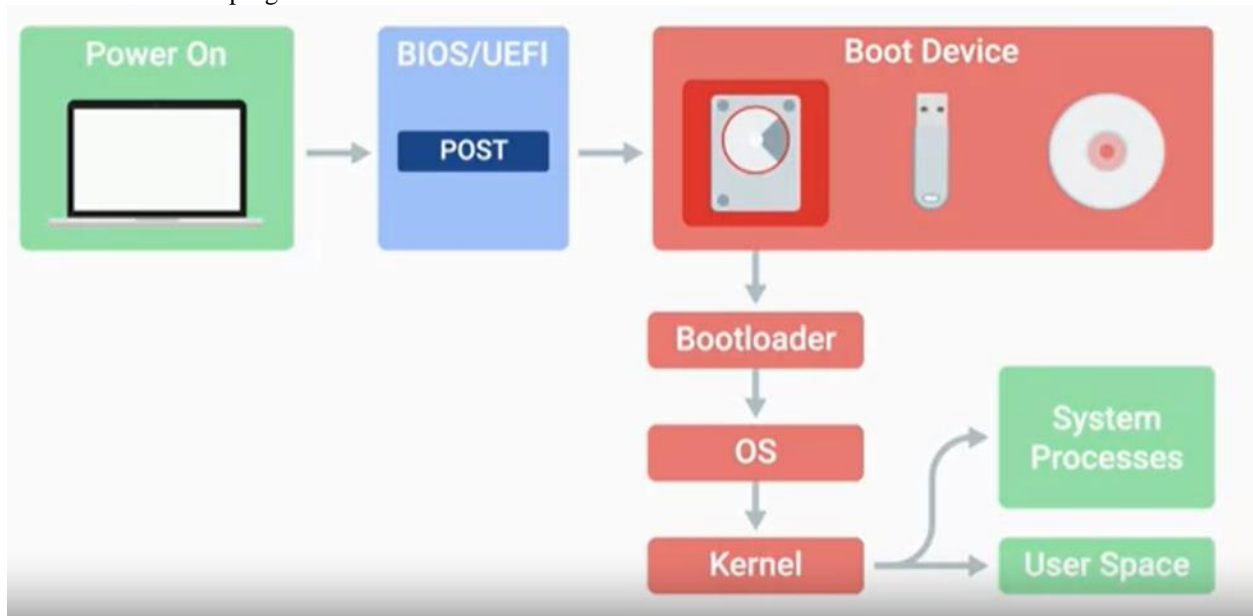 Power On
BIOS/UEFI
POST
Boot Device
Bootloader
OS
Kernel
System
Processes
User Space